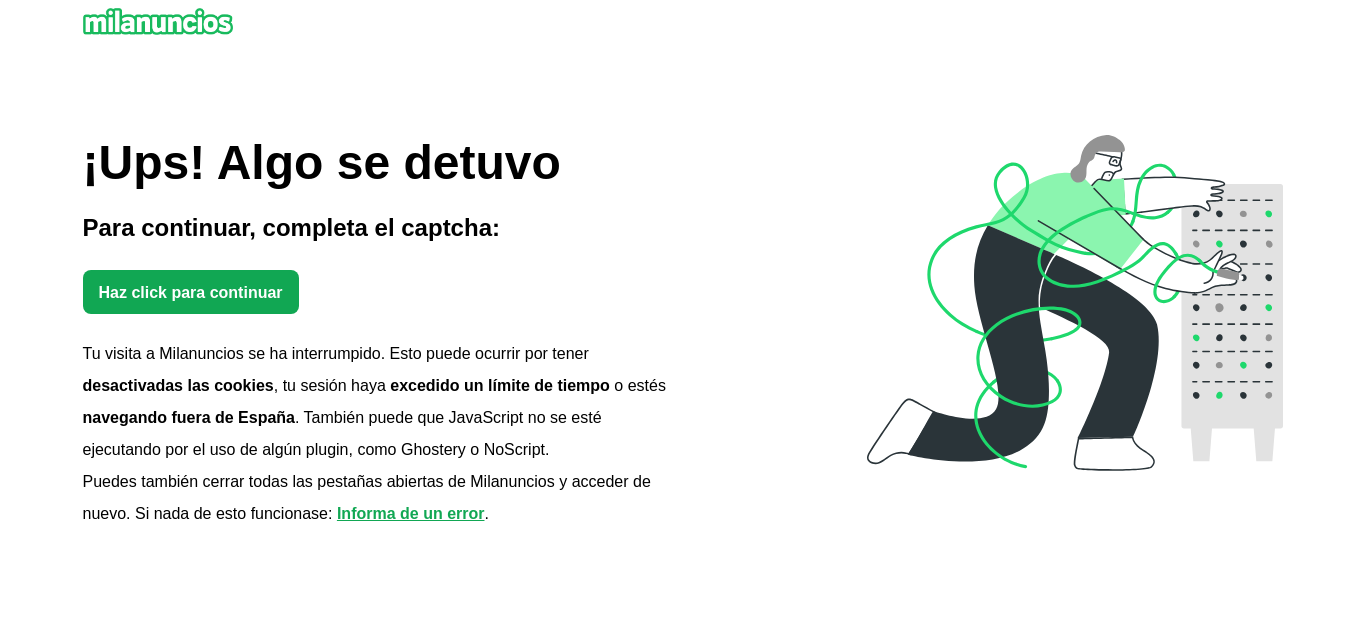 milanuncios
¡Ups! Algo se detuvo
Para continuar, completa el captcha:
Haz click para continuar
Tu visita a Milanuncios se ha interrumpido. Esto puede ocurrir por tener
desactivadas las cookies, tu sesión haya excedido un límite de tiempo o estés
navegando fuera de España. También puede que JavaScript no se esté
ejecutando por el uso de algún plugin, como Ghostery o NoScript.
Puedes también cerrar todas las pestañas abiertas de Milanuncios y acceder de
nuevo. Si nada de esto funcionase: Informa de un error.